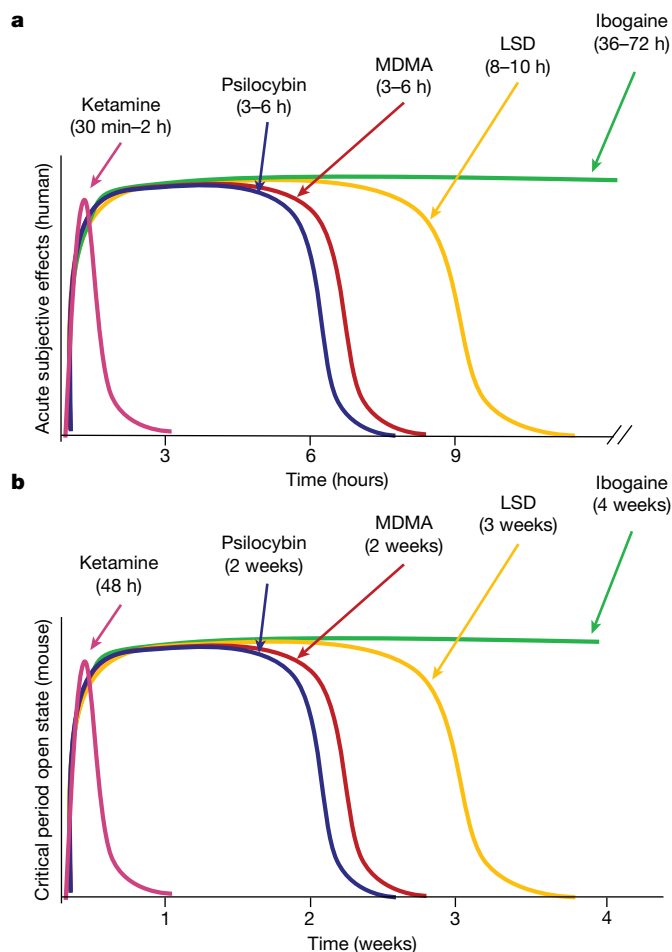 a
Ibogaine
(36–72 h)
LSD
(8–10 h)
MDMA
(3–6 h)
Psilocybin
(3–6 h)
Ketamine
(30 min–2 h)
Acute subjective effects (human)
3
6
9
Time (hours)
b
Ibogaine
(4 weeks)
LSD
(3 weeks)
MDMA
(2 weeks)
Psilocybin
(2 weeks)
Ketamine
(48 h)
Critical period open state (mouse)
1
2
3
4
Time (weeks)